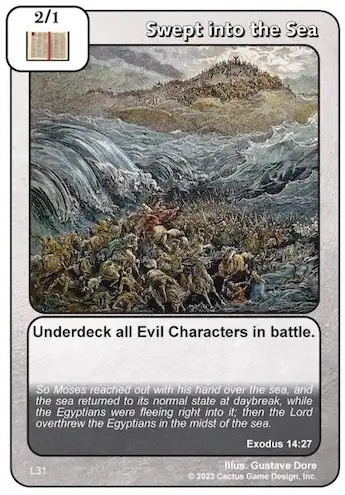 2/1
Swept into the Sea
Underdeck all Evil Characters in battle.
So Moses reached out with his hand over the sea, and
the sea returned to its normal state at daybreak, while
the Egyptians were fleeing right into it; then the Lord
overthrew the Egyptians in the midst of the sea.
Exodus 14:27
L31
Illus. Gustave Dore
© 2023 Cactus Game Design, Inc.